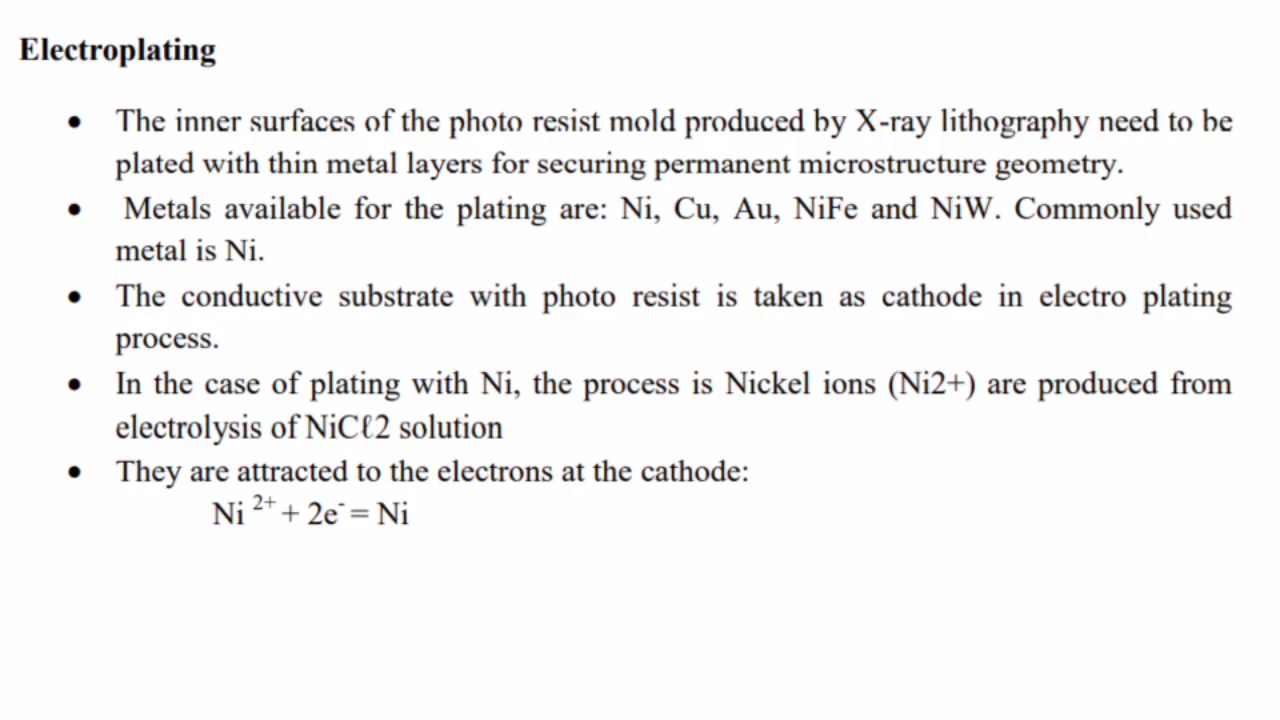 Electroplating
• The inner surfaces of the photo resist mold produced by X-ray lithography need to be
plated with thin metal layers for securing permanent microstructure geometry.
• Metals available for the plating are: Ni, Cu, Au, NiFe and NiW. Commonly used
metal is Ni.
• The conductive substrate with photo resist is taken as cathode in electro plating
process.
• In the case of plating with Ni, the process is Nickel ions (Ni2+) are produced from
electrolysis of NiCℓ2 solution
• They are attracted to the electrons at the cathode:
Ni ²⁺ + 2e⁻ = Ni